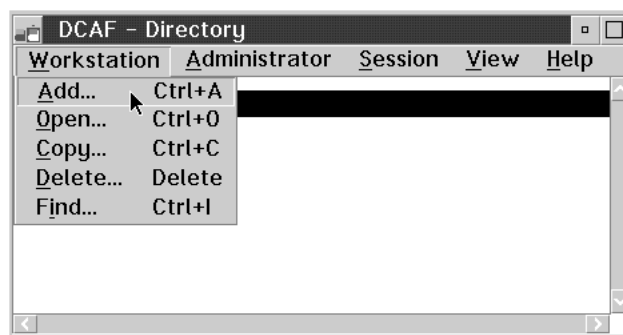 DCAF - Directory
Workstation Administrator Session View Help
Add... Ctrl+A
Open... Ctrl+O
Copy... Ctrl+C
Delete... Delete
Find... Ctrl+I